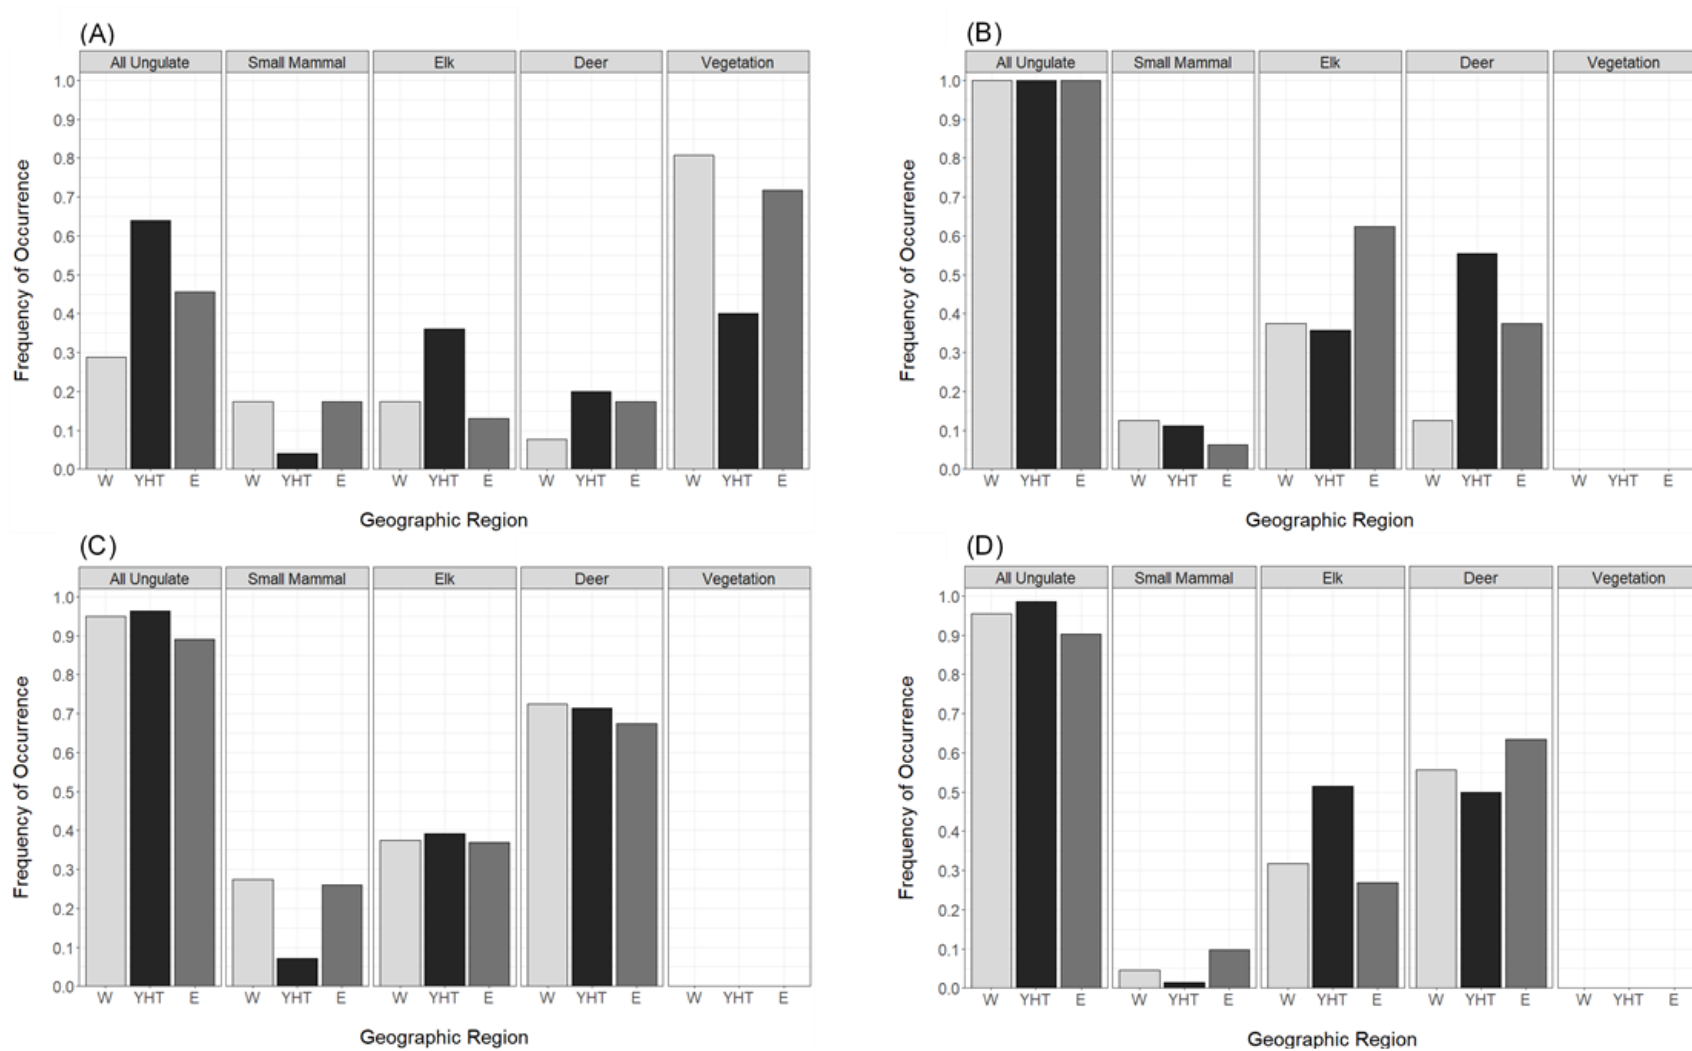 (A)
All Ungulate Small Mammal Elk Deer Vegetation
1.0
0.9
0.8
0.7
0.6
0.5
0.4
0.3
0.2
0.1
0.0
Frequency of Occurrence
W YHT E W YHT E W YHT E W YHT E W YHT E
Geographic Region
(B)
All Ungulate Small Mammal Elk Deer Vegetation
1.0
0.9
0.8
0.7
0.6
0.5
0.4
0.3
0.2
0.1
0.0
Frequency of Occurrence
W YHT E W YHT E W YHT E W YHT E W YHT E
Geographic Region
(C)
All Ungulate Small Mammal Elk Deer Vegetation
1.0
0.9
0.8
0.7
0.6
0.5
0.4
0.3
0.2
0.1
0.0
Frequency of Occurrence
W YHT E W YHT E W YHT E W YHT E W YHT E
Geographic Region
(D)
All Ungulate Small Mammal Elk Deer Vegetation
1.0
0.9
0.8
0.7
0.6
0.5
0.4
0.3
0.2
0.1
0.0
Frequency of Occurrence
W YHT E W YHT E W YHT E W YHT E W YHT E
Geographic Region